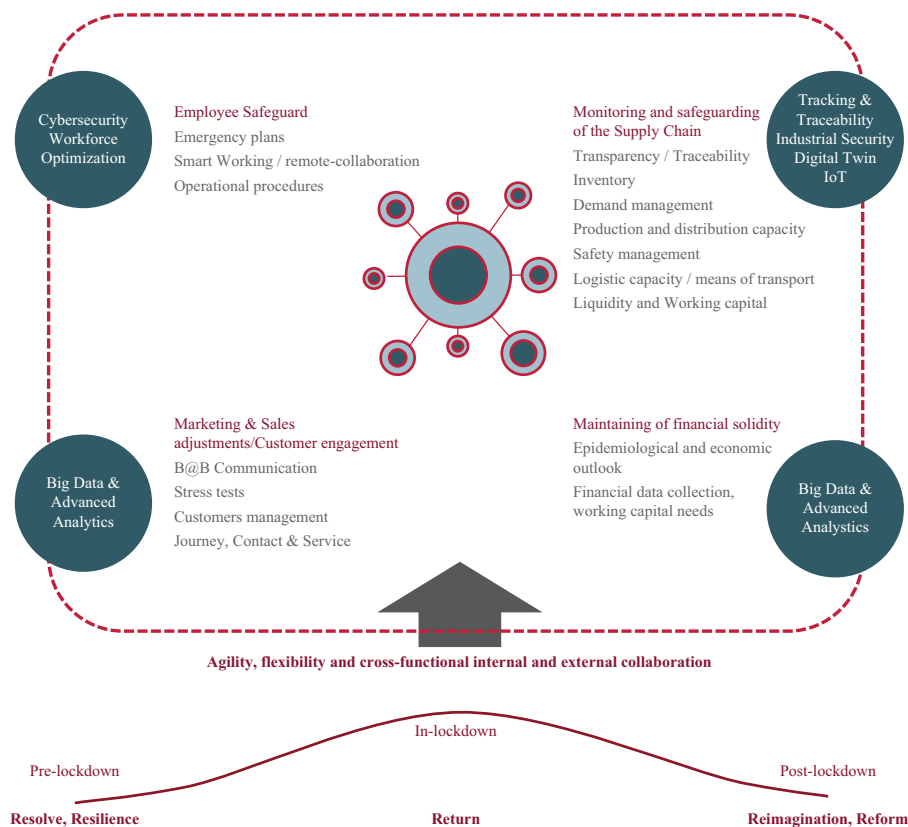 Cybersecurity
Workforce
Optimization
Employee Safeguard
Emergency plans
Smart Working / remote-collaboration
Operational procedures
Monitoring and safeguarding
of the Supply Chain
Transparency / Traceability
Inventory
Demand management
Production and distribution capacity
Safety management
Logistic capacity / means of transport
Liquidity and Working capital
Tracking &
Traceability
Industrial Security
Digital Twin
IoT
Big Data &
Advanced
Analytics
Marketing & Sales
adjustments/Customer engagement
B@B Communication
Stress tests
Customers management
Journey, Contact & Service
Maintaining of financial solidity
Epidemiological and economic
outlook
Financial data collection,
working capital needs
Big Data &
Advanced
Analystics
Agility, flexibility and cross-functional internal and external collaboration
In-lockdown
Pre-lockdown
Post-lockdown
Resolve, Resilience
Return
Reimagination, Reform